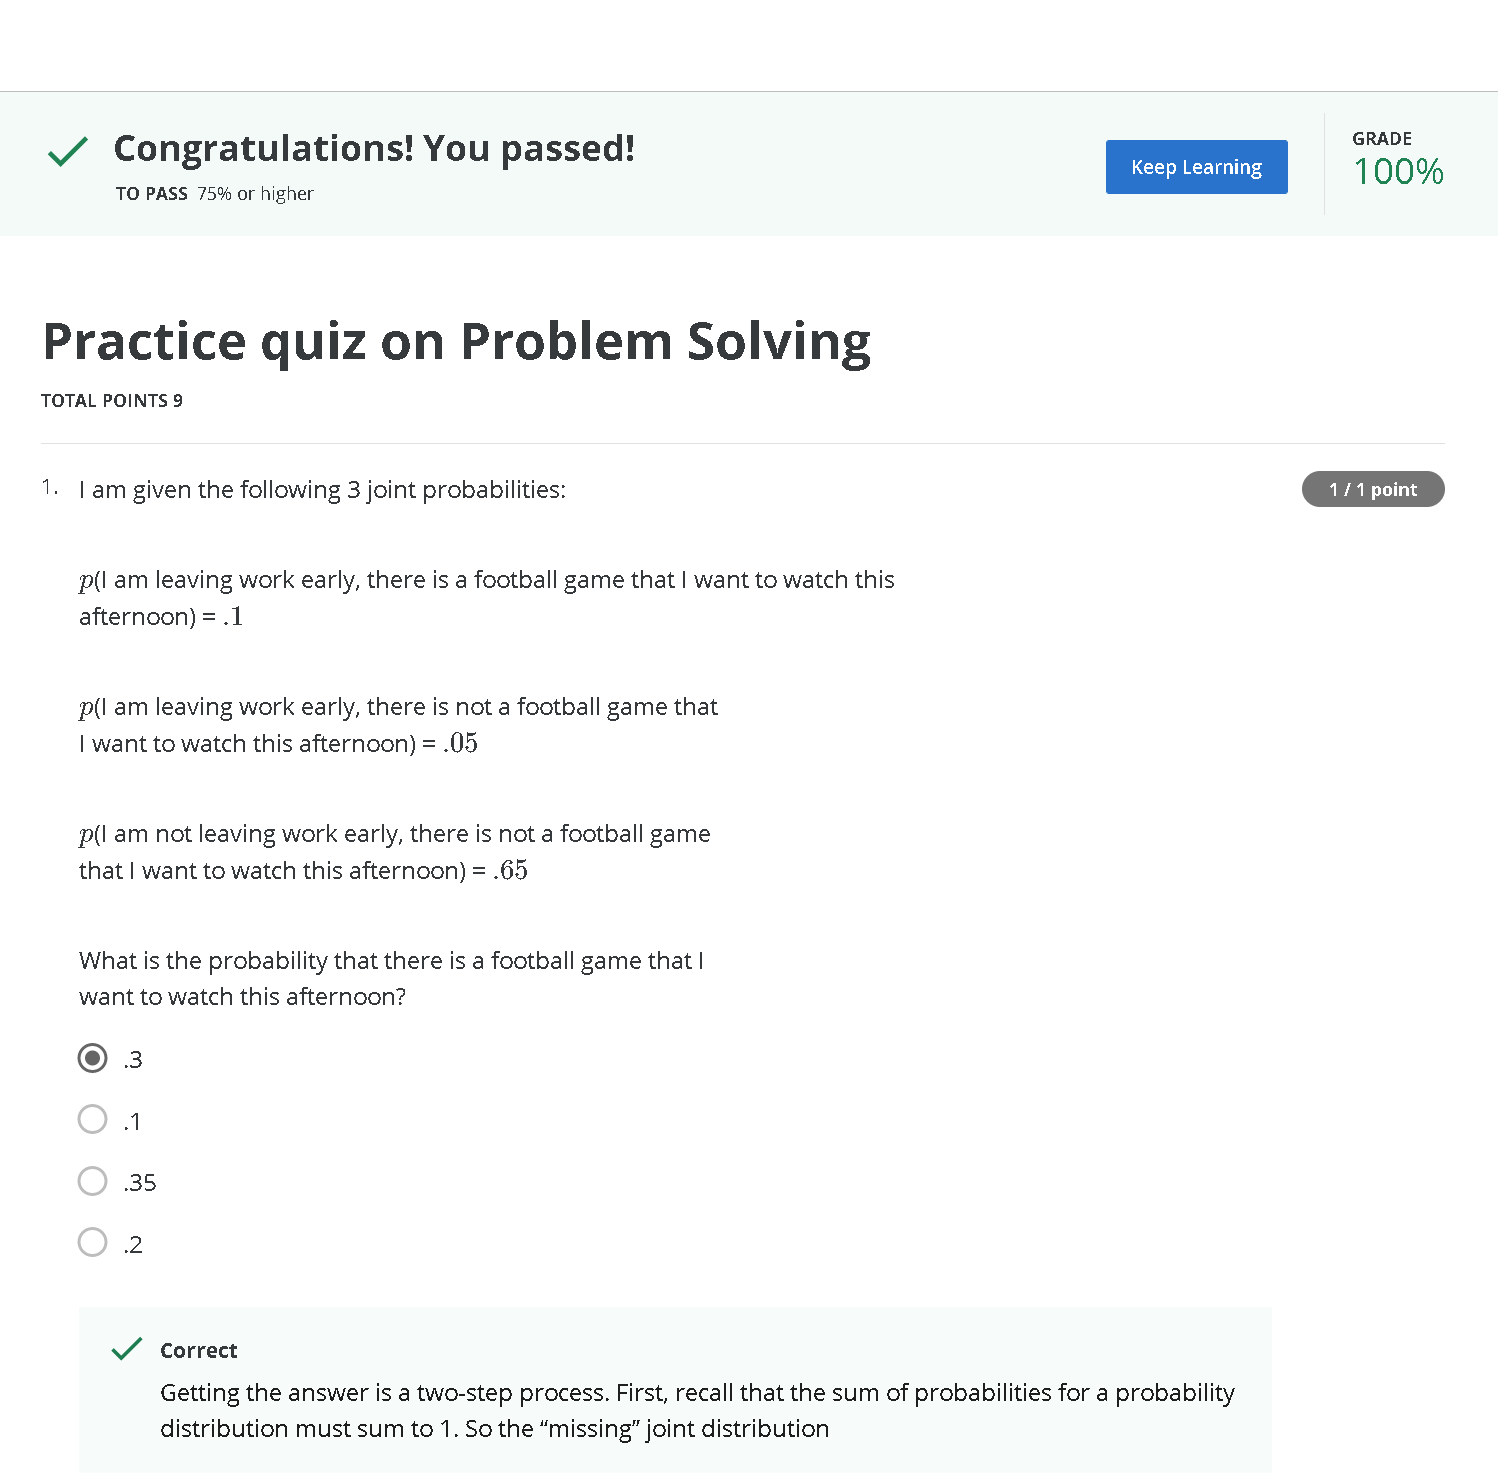 Congratulations! You passed!
TO PASS 75% or higher
Keep Learning
GRADE
100%
Practice quiz on Problem Solving
TOTAL POINTS 9
1. I am given the following 3 joint probabilities:
1 / 1 point
p(I am leaving work early, there is a football game that I want to watch this
afternoon) = .1
p(I am leaving work early, there is not a football game that
I want to watch this afternoon) = .05
p(I am not leaving work early, there is not a football game
that I want to watch this afternoon) = .65
What is the probability that there is a football game that I
want to watch this afternoon?
.3
.1
.35
.2
Correct
Getting the answer is a two-step process. First, recall that the sum of probabilities for a probability
distribution must sum to 1. So the “missing” joint distribution